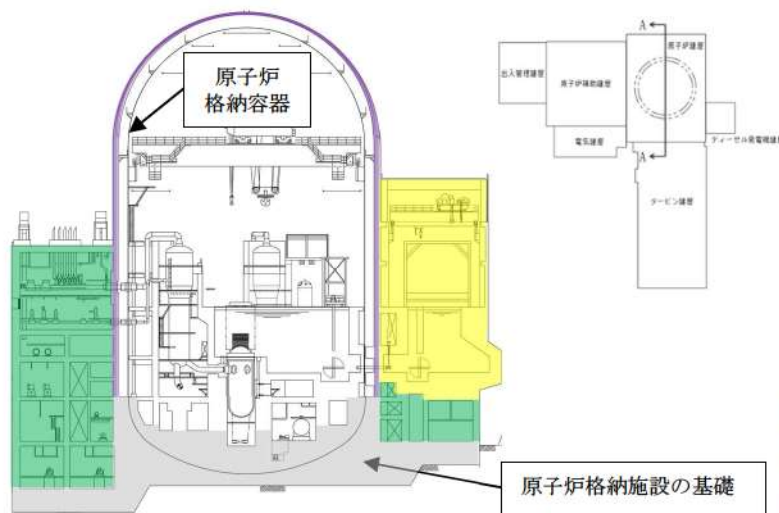 原子炉
格納容器
原子炉格納施設の基礎
A
原子炉建屋
出入管理建屋
原子炉補助建屋
電気建屋
ディーゼル発電機建屋
A
タービン建屋